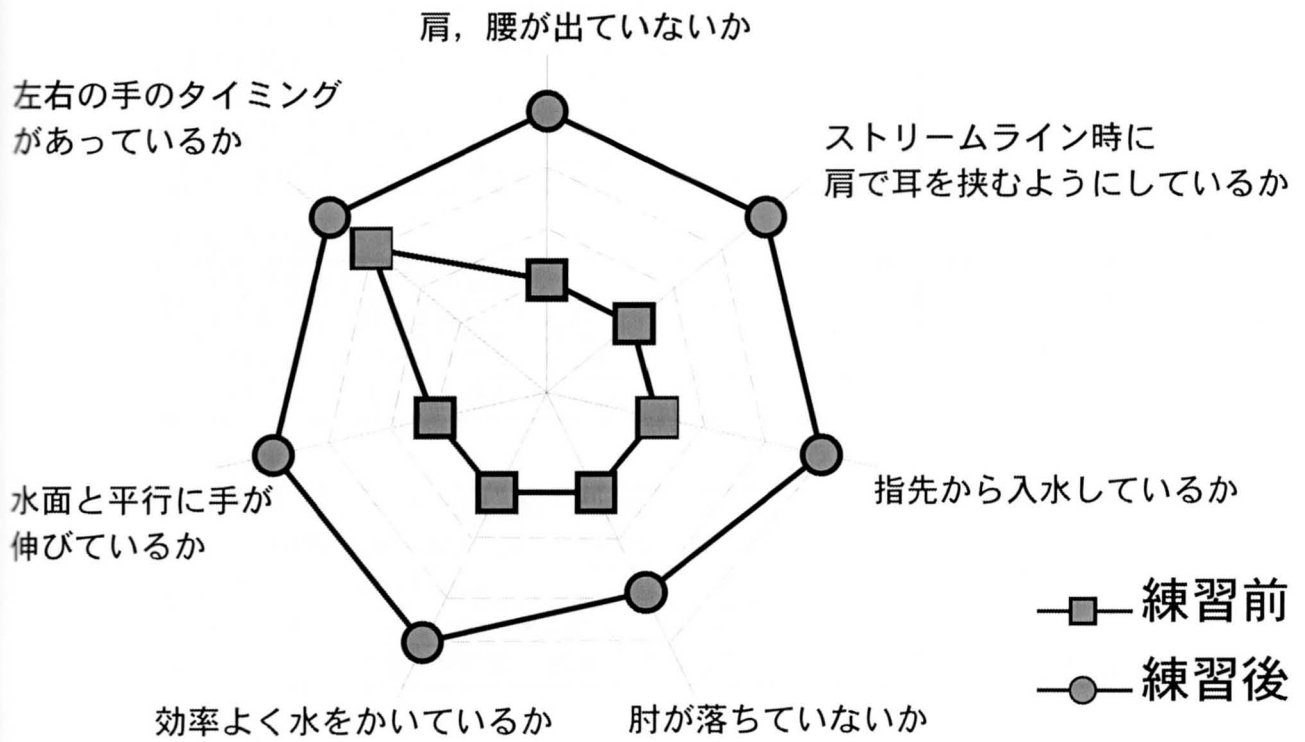 肩，腰が出ていないか
左右の手のタイミング
があっているか
ストリームライン時に
肩で耳を挟むようにしているか
指先から入水しているか
水面と平行に手が
伸びているか
効率よく水をかいているか
肘が落ちていないか
練習前
練習後